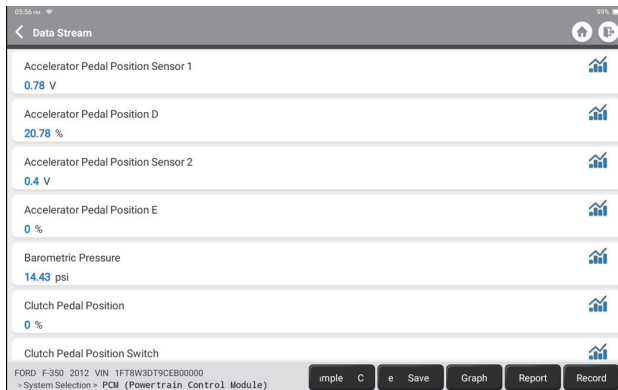 05:56 PM
99%
Data Stream
Accelerator Pedal Position Sensor 1
0.78 V
Accelerator Pedal Position D
20.78 %
Accelerator Pedal Position Sensor 2
0.4 V
Accelerator Pedal Position E
0 %
Barometric Pressure
14.43 psi
Clutch Pedal Position
0 %
Clutch Pedal Position Switch
FORD F-350 2012 VIN 1FT8W3DT9CEB00000
> System Selection > PCM (Powertrain Control Module)
mple C
e Save
Graph
Report
Record